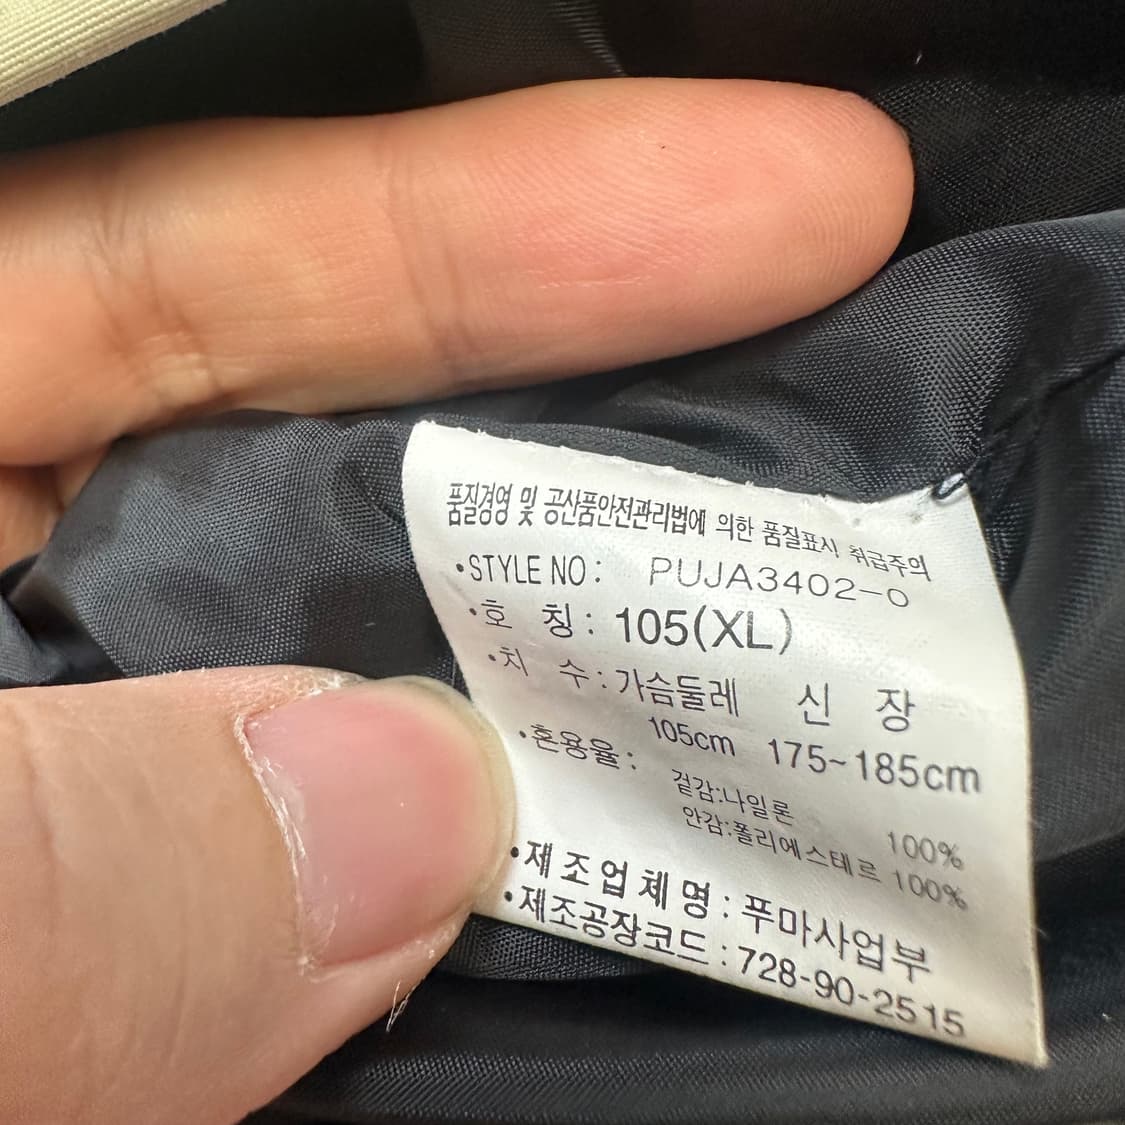 품질경영 및 공산품안전관리법에 의한 품질표시 취급주의
•STYLE NO: PUJA3402-0
•호 칭: 105(XL)
•치 수: 가슴둘레 신 장
105cm 175~185cm
•혼용율:
겉감:나일론 100%
안감:폴리에스테르 100%
•제조업체명: 푸마사업부
•제조공장코드: 728-90-2515